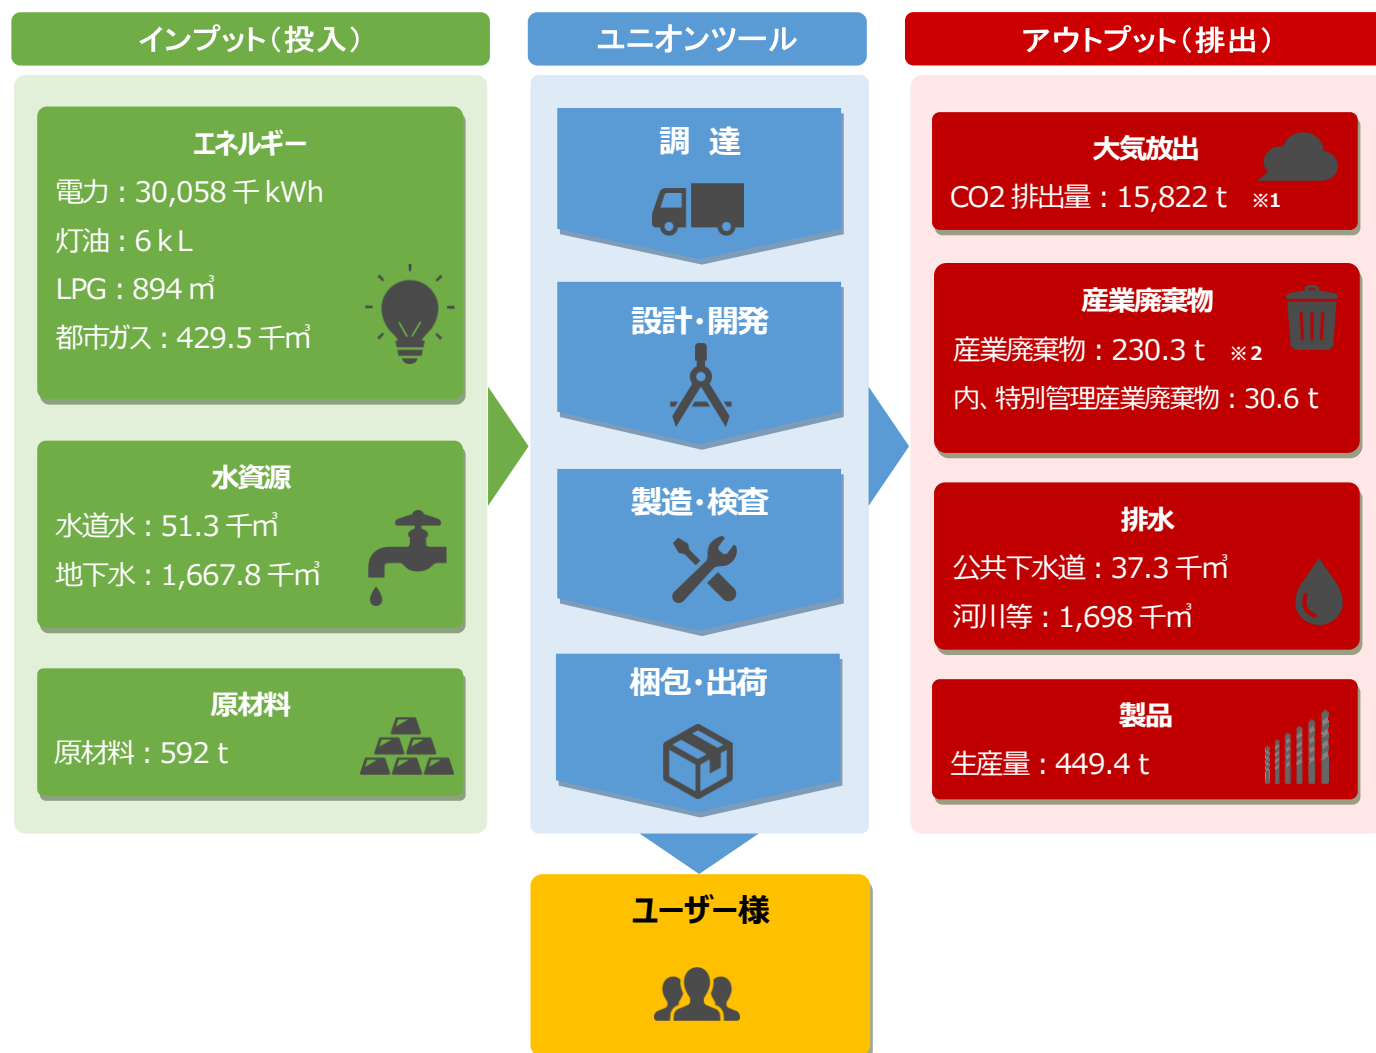 インプット（投入）
エネルギー
電力：30,058 千 kWh
灯油：6 k L
LPG：894 ㎥
都市ガス：429.5 千㎥
水資源
水道水：51.3 千㎥
地下水：1,667.8 千㎥
原材料
原材料：592 t
ユニオンツール
調 達
設計・開発
製造・検査
梱包・出荷
ユーザー様
アウトプット（排出）
大気放出
CO2 排出量：15,822 t ※1
産業廃棄物
産業廃棄物：230.3 t ※2
内、特別管理産業廃棄物：30.6 t
排水
公共下水道：37.3 千㎥
河川等：1,698 千㎥
製品
生産量：449.4 t